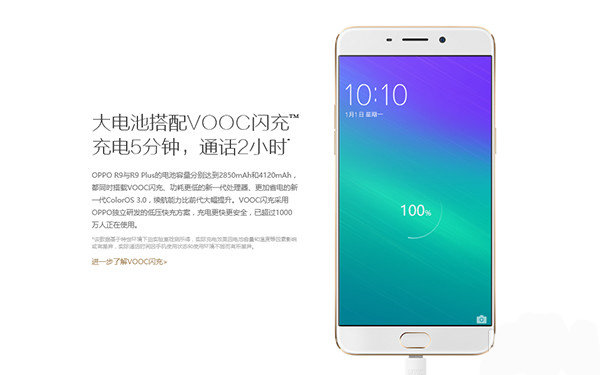 大电池搭配VOOC闪充™
充电5分钟，通话2小时*
OPPO R9与R9 Plus的电池容量分别达到2850mAh和4120mAh，
都同时搭载VOOC闪充。功耗更低的新一代处理器、更加省电的新
一代ColorOS 3.0，续航能力比前代大幅提升。VOOC闪充采用
OPPO独立研发的低压快充方案，充电更快更安全，已超过1000
万人正在使用。
进一步了解VOOC闪充>
10:10
1月1日 星期一
100%